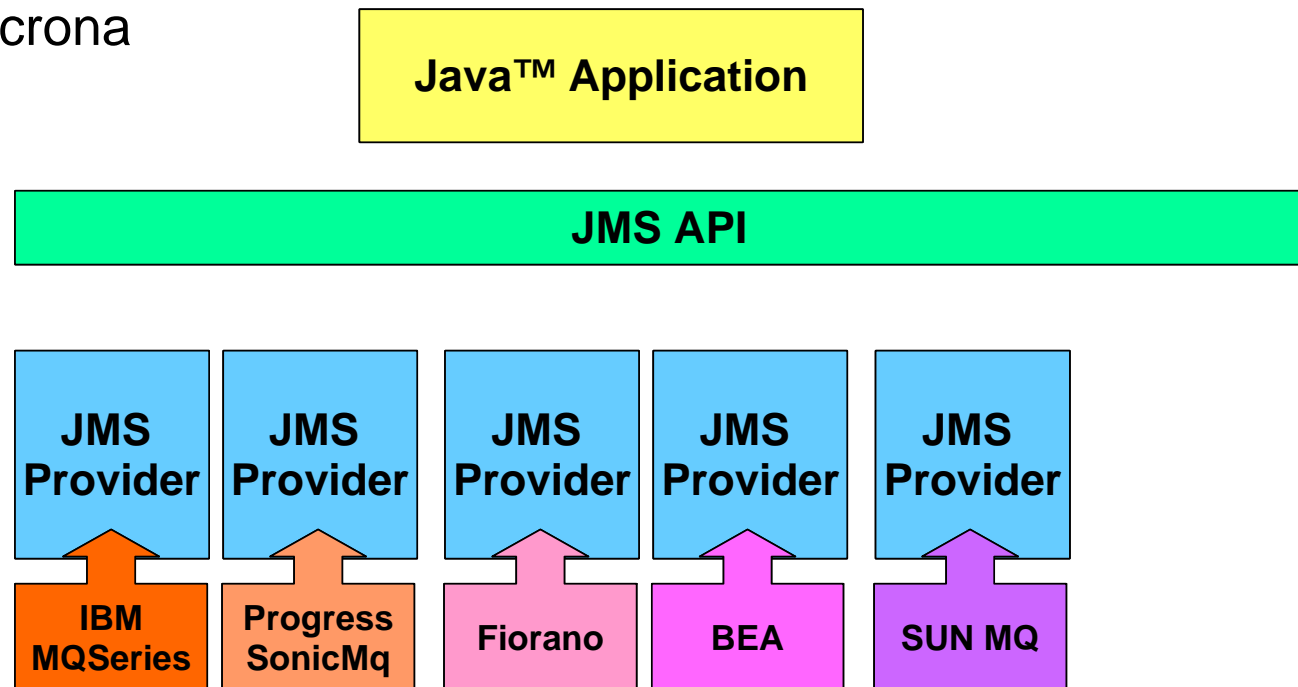 crona
Java™ Application
JMS API
JMS
Provider
JMS
Provider
JMS
Provider
JMS
Provider
JMS
Provider
IBM
MQSeries
Progress
SonicMq
Fiorano
BEA
SUN MQ